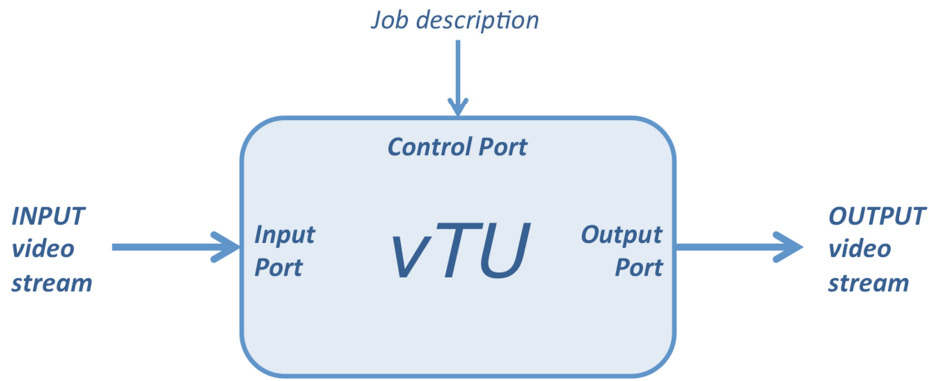 Job description
Control Port
INPUT
video
stream
Input
Port
vTU
Output
Port
OUTPUT
video
stream